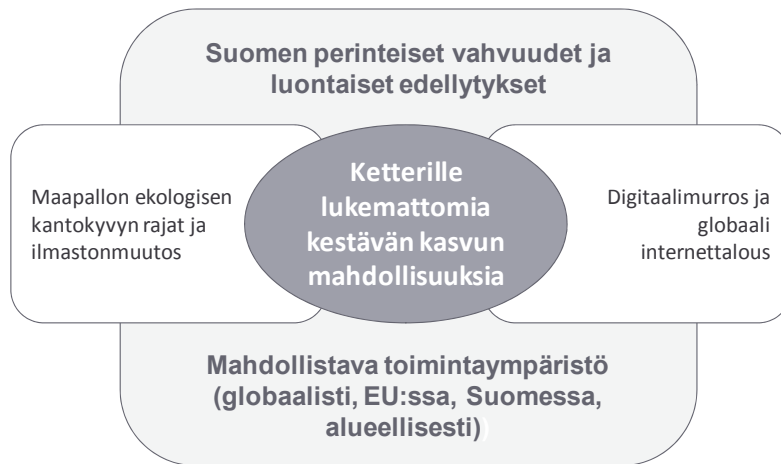 Suomen perinteiset vahvuudet ja
luontaiset edellytykset
Maapallon ekologisen
kantokyvyn rajat ja
ilmastonmuutos
Ketterille
lukemattomia
kestävän kasvun
mahdollisuuksia
Digitaalimurros ja
globaali
internettalous
Mahdollistava toimintaympäristö
(globaalisti, EU:ssa, Suomessa,
alueellisesti))